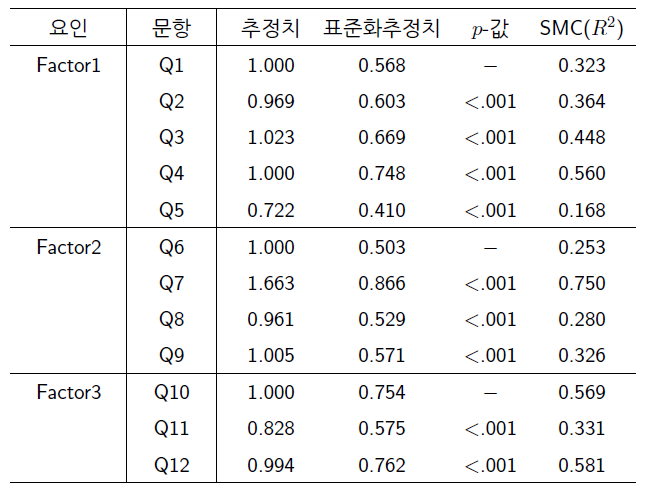 요인 문항 추정치 표준화추정치 p-값 SMC(R²)
Factor1 Q1 1.000 0.568 − 0.323
Q2 0.969 0.603 <.001 0.364
Q3 1.023 0.669 <.001 0.448
Q4 1.000 0.748 <.001 0.560
Q5 0.722 0.410 <.001 0.168
Factor2 Q6 1.000 0.503 − 0.253
Q7 1.663 0.866 <.001 0.750
Q8 0.961 0.529 <.001 0.280
Q9 1.005 0.571 <.001 0.326
Factor3 Q10 1.000 0.754 − 0.569
Q11 0.828 0.575 <.001 0.331
Q12 0.994 0.762 <.001 0.581